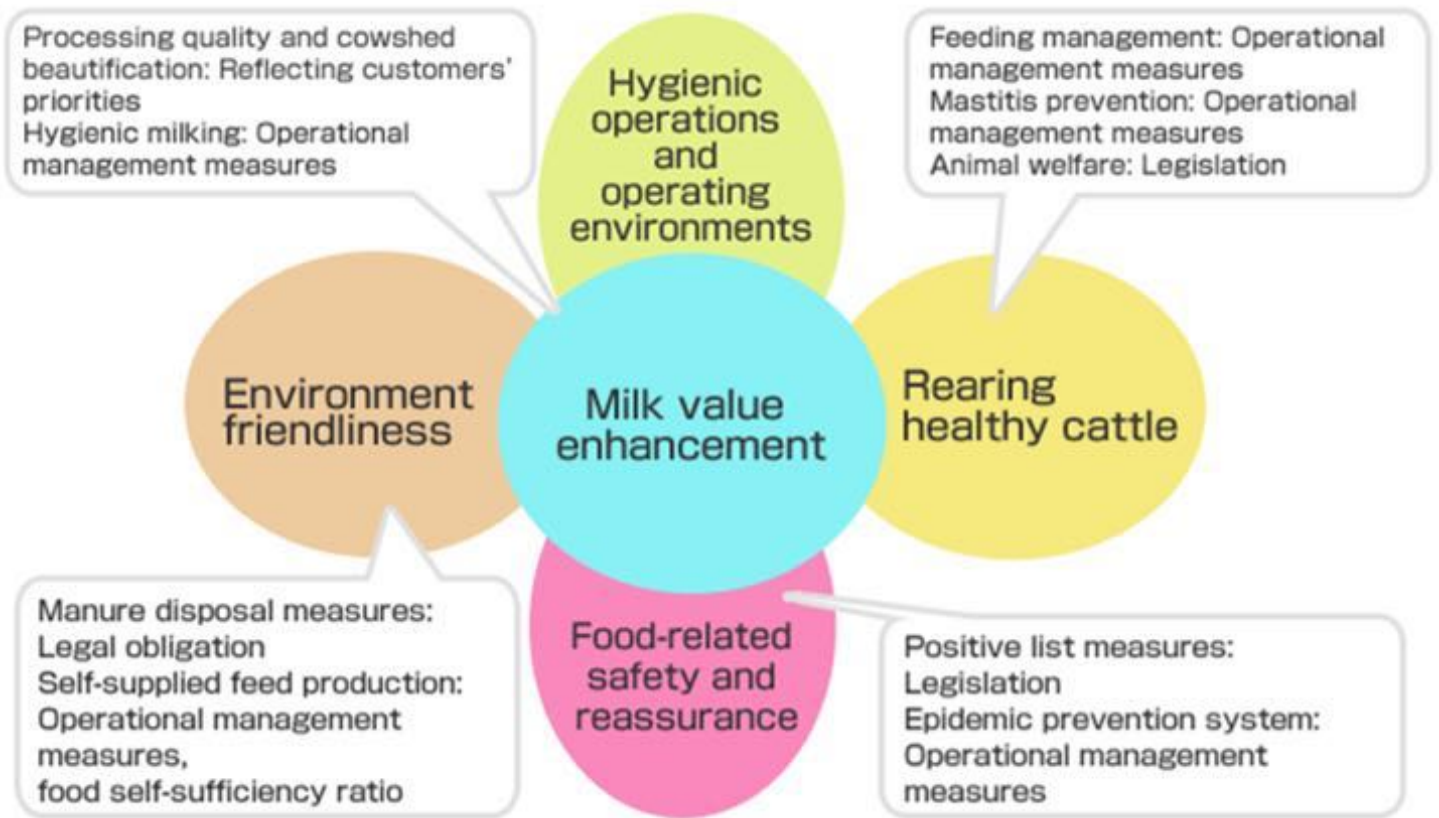 Processing quality and cowshed
beautification: Reflecting customers'
priorities
Hygienic milking: Operational
management measures
Hygienic
operations
and
operating
environments
Feeding management: Operational
management measures
Mastitis prevention: Operational
management measures
Animal welfare: Legislation
Environment
friendliness
Milk value
enhancement
Rearing
healthy cattle
Manure disposal measures:
Legal obligation
Self-supplied feed production:
Operational management
measures,
food self-sufficiency ratio
Food-related
safety and
reassurance
Positive list measures:
Legislation
Epidemic prevention system:
Operational management
measures